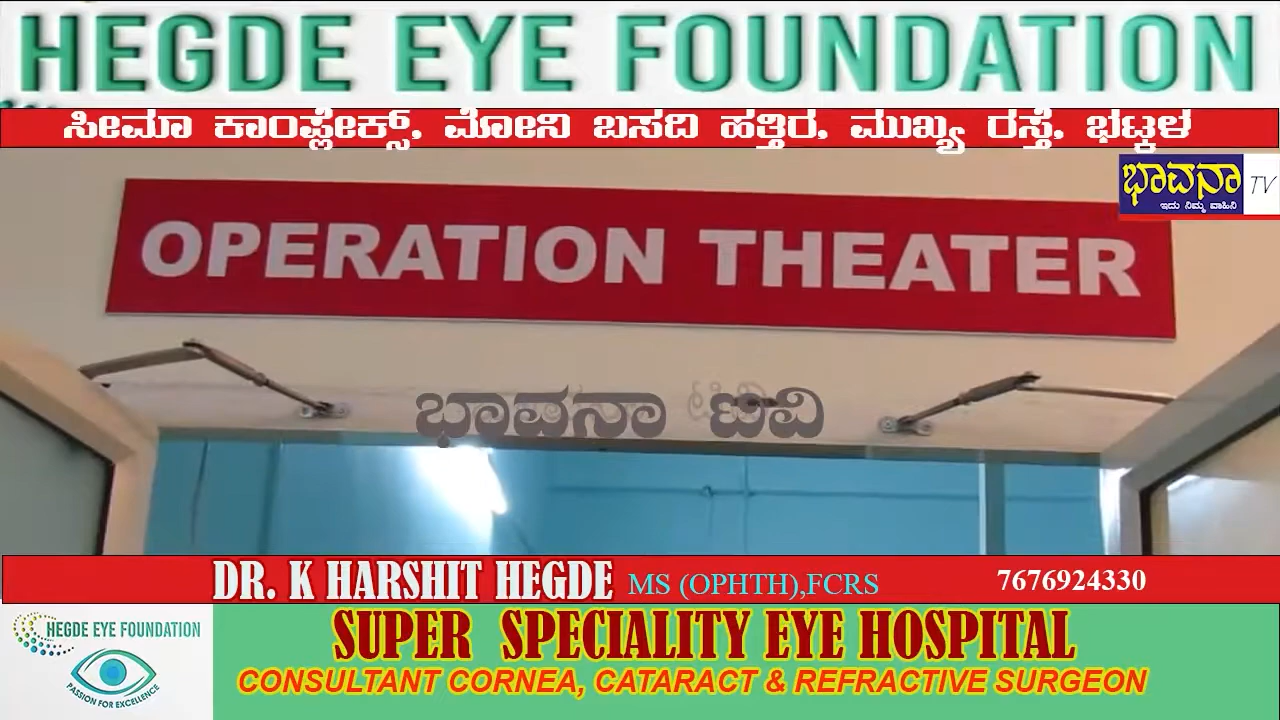 HEGDE EYE FOUNDATION
ಸೀಮಾ ಕಾಂಪ್ಲೇಕ್ಸ್. ಮೋನಿ ಬಸದಿ ಹತ್ತಿರ. ಮುಖ್ಯ ರಸ್ತೆ. ಭಟ್ಕಳ
ಭಾವನಾ TV
ಇದು ನಿಮ್ಮ ವಾಹಿನಿ
OPERATION THEATER
ಭಾವನಾ ಟಿವಿ
DR. K HARSHIT HEGDE MS (OPHTH),FCRS 7676924330
HEGDE EYE FOUNDATION
PASSION FOR EXCELLENCE
SUPER SPECIALITY EYE HOSPITAL
CONSULTANT CORNEA, CATARACT & REFRACTIVE SURGEON